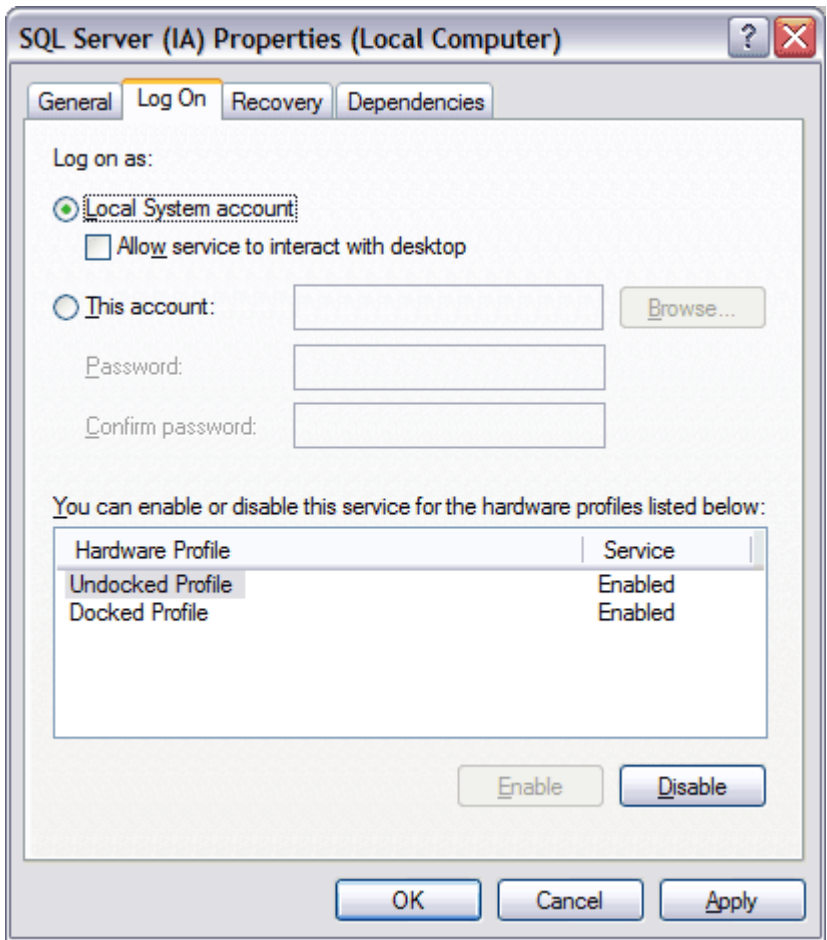 SQL Server (IA) Properties (Local Computer)
?
General Log On Recovery Dependencies
Log on as:
Local System account
Allow service to interact with desktop
This account: Browse...
Password:
Confirm password:
You can enable or disable this service for the hardware profiles listed below:
Hardware Profile Service
Undocked Profile Enabled
Docked Profile Enabled
Enable Disable
OK Cancel Apply